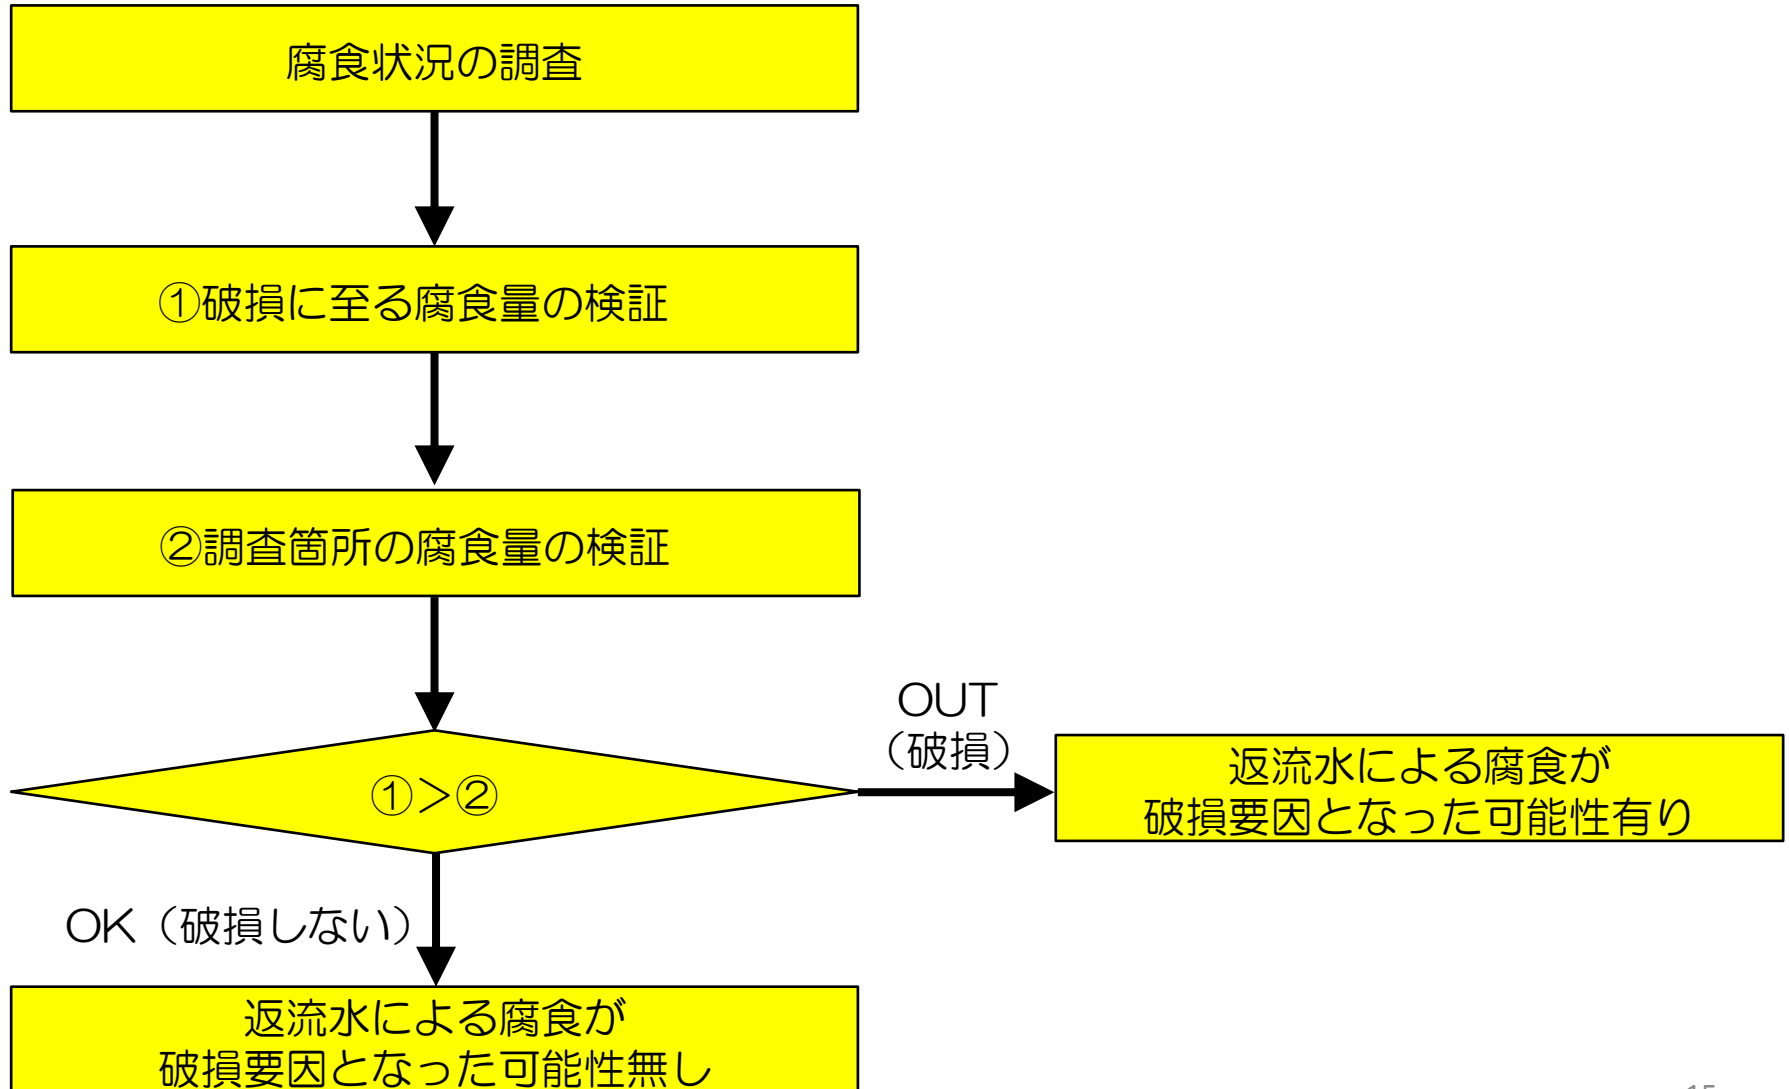 腐食状況の調査
①破損に至る腐食量の検証
②調査箇所の腐食量の検証
①＞②
OUT
（破損）
返流水による腐食が
破損要因となった可能性有り
OK（破損しない）
返流水による腐食が
破損要因となった可能性無し
15